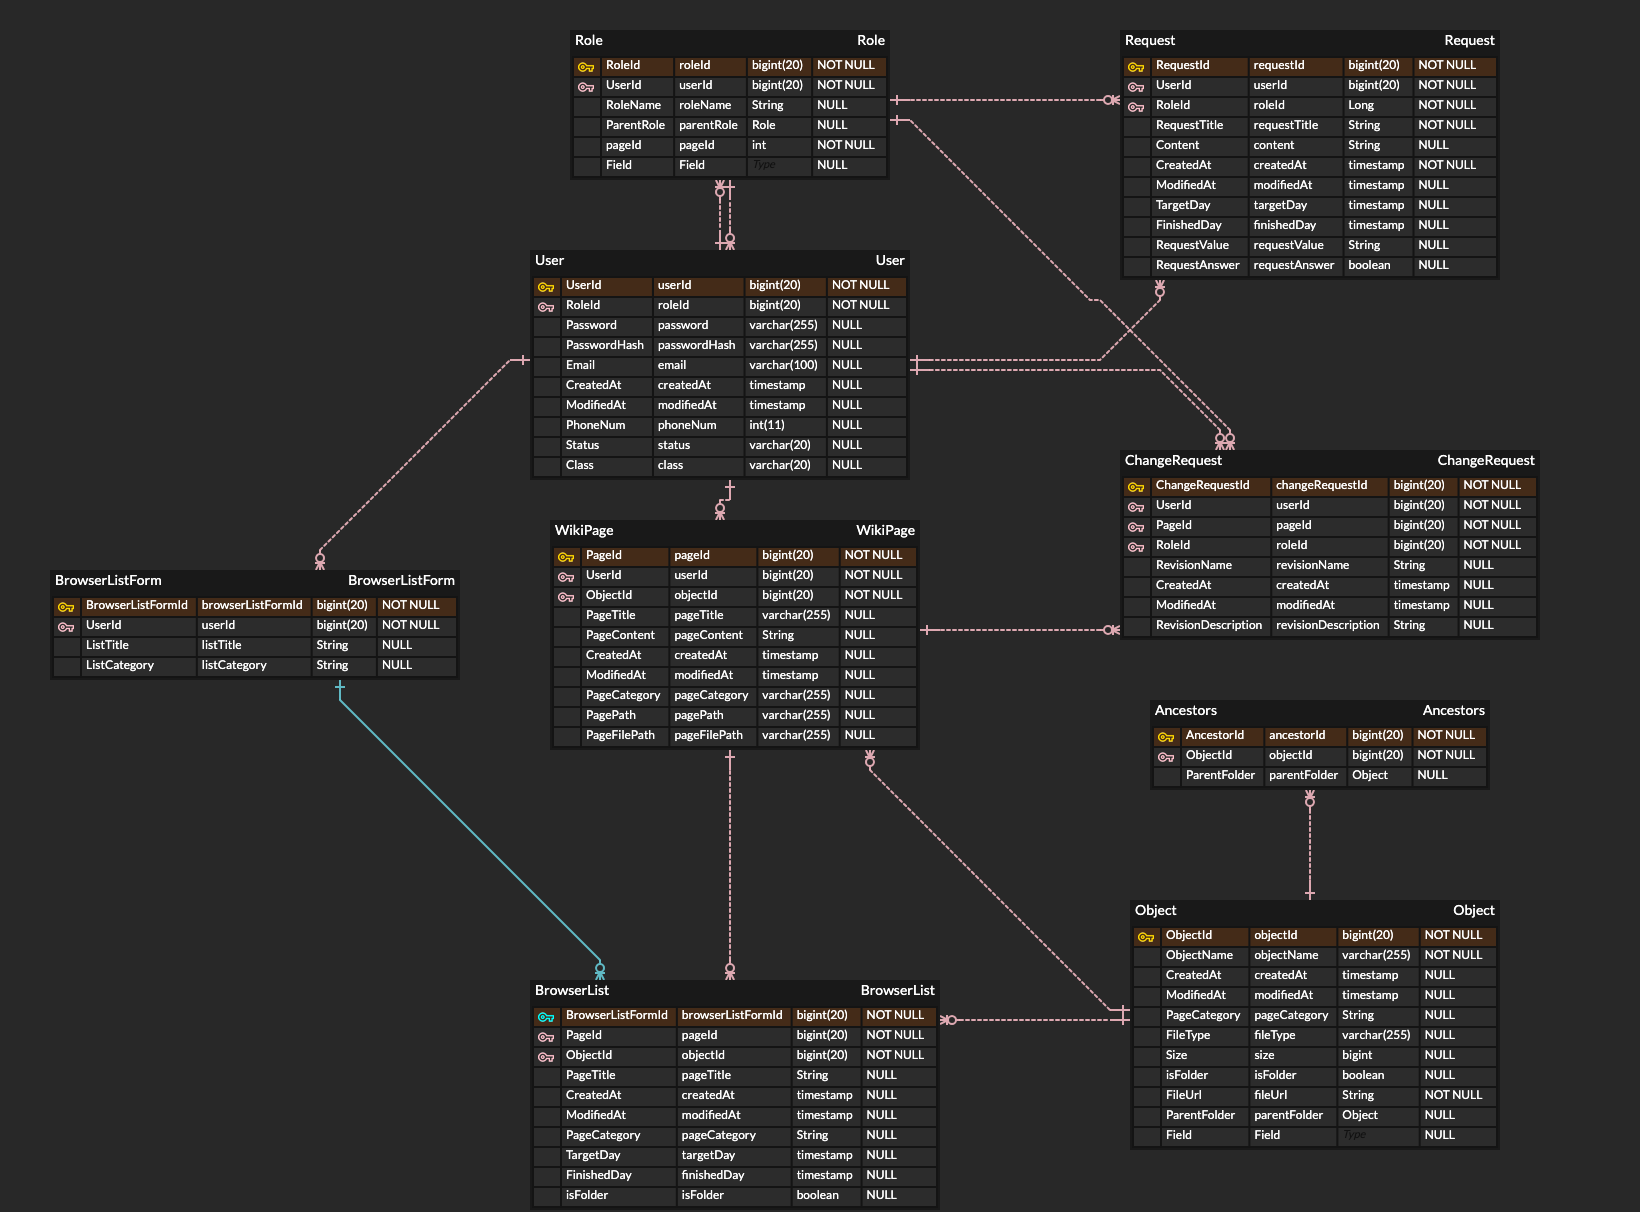 Role Role
RoleId roleId bigint(20) NOT NULL
UserId userId bigint(20) NOT NULL
RoleName roleName String NULL
ParentRole parentRole Role NULL
pageId pageId int NOT NULL
Field Field Type NULL
Request Request
RequestId requestId bigint(20) NOT NULL
UserId userId bigint(20) NOT NULL
RoleId roleId Long NOT NULL
RequestTitle requestTitle String NOT NULL
Content content String NULL
CreatedAt createdAt timestamp NOT NULL
ModifiedAt modifiedAt timestamp NULL
TargetDay targetDay timestamp NULL
FinishedDay finishedDay timestamp NULL
RequestValue requestValue String NULL
RequestAnswer requestAnswer boolean NULL
User User
UserId userId bigint(20) NOT NULL
RoleId roleId bigint(20) NOT NULL
Password password varchar(255) NULL
PasswordHash passwordHash varchar(255) NULL
Email email varchar(100) NULL
CreatedAt createdAt timestamp NULL
ModifiedAt modifiedAt timestamp NULL
PhoneNum phoneNum int(11) NULL
Status status varchar(20) NULL
Class class varchar(20) NULL
ChangeRequest ChangeRequest
ChangeRequestId changeRequestId bigint(20) NOT NULL
UserId userId bigint(20) NOT NULL
PageId pageId bigint(20) NOT NULL
RoleId roleId bigint(20) NOT NULL
RevisionName revisionName String NULL
CreatedAt createdAt timestamp NULL
ModifiedAt modifiedAt timestamp NULL
RevisionDescription revisionDescription String NULL
WikiPage WikiPage
PageId pageId bigint(20) NOT NULL
UserId userId bigint(20) NOT NULL
ObjectId objectId bigint(20) NOT NULL
PageTitle pageTitle varchar(255) NULL
PageContent pageContent String NULL
CreatedAt createdAt timestamp NULL
ModifiedAt modifiedAt timestamp NULL
PageCategory pageCategory varchar(255) NULL
PagePath pagePath varchar(255) NULL
PageFilePath pageFilePath varchar(255) NULL
BrowserListForm BrowserListForm
BrowserListFormId browserListFormId bigint(20) NOT NULL
UserId userId bigint(20) NOT NULL
ListTitle listTitle String NULL
ListCategory listCategory String NULL
Ancestors Ancestors
AncestorId ancestorId bigint(20) NOT NULL
ObjectId objectId bigint(20) NOT NULL
ParentFolder parentFolder Object NULL
Object Object
ObjectId objectId bigint(20) NOT NULL
ObjectName objectName varchar(255) NOT NULL
CreatedAt createdAt timestamp NULL
ModifiedAt modifiedAt timestamp NULL
PageCategory pageCategory String NULL
FileType fileType varchar(255) NULL
Size size bigint NULL
isFolder isFolder boolean NULL
FileUrl fileUrl String NOT NULL
ParentFolder parentFolder Object NULL
Field Field Type NULL
BrowserList BrowserList
BrowserListFormId browserListFormId bigint(20) NOT NULL
PageId pageId bigint(20) NOT NULL
ObjectId objectId bigint(20) NOT NULL
PageTitle pageTitle String NULL
CreatedAt createdAt timestamp NULL
ModifiedAt modifiedAt timestamp NULL
PageCategory pageCategory String NULL
TargetDay targetDay timestamp NULL
FinishedDay finishedDay timestamp NULL
isFolder isFolder boolean NULL